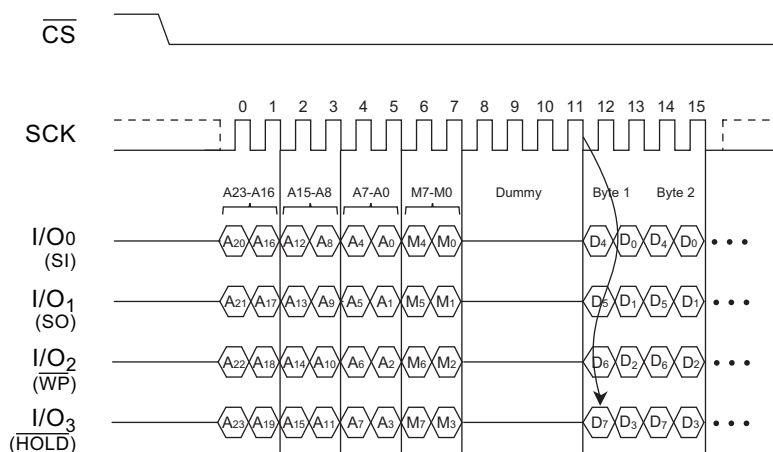 CS
SCK
0 1 2 3 4 5 6 7 8 9 10 11 12 13 14 15
A23-A16 A15-A8 A7-A0 M7-M0 Dummy Byte 1 Byte 2
I/O0 A20 A16 A12 A8 A4 A0 M4 M0 D4 D0 D4 D0
(SI)
I/O1 A21 A17 A13 A9 A5 A1 M5 M1 D5 D1 D5 D1
(SO)
I/O2 A22 A18 A14 A10 A6 A2 M6 M2 D6 D2 D6 D2
(WP)
I/O3 A23 A19 A15 A11 A7 A3 M7 M3 D7 D3 D7 D3
(HOLD)